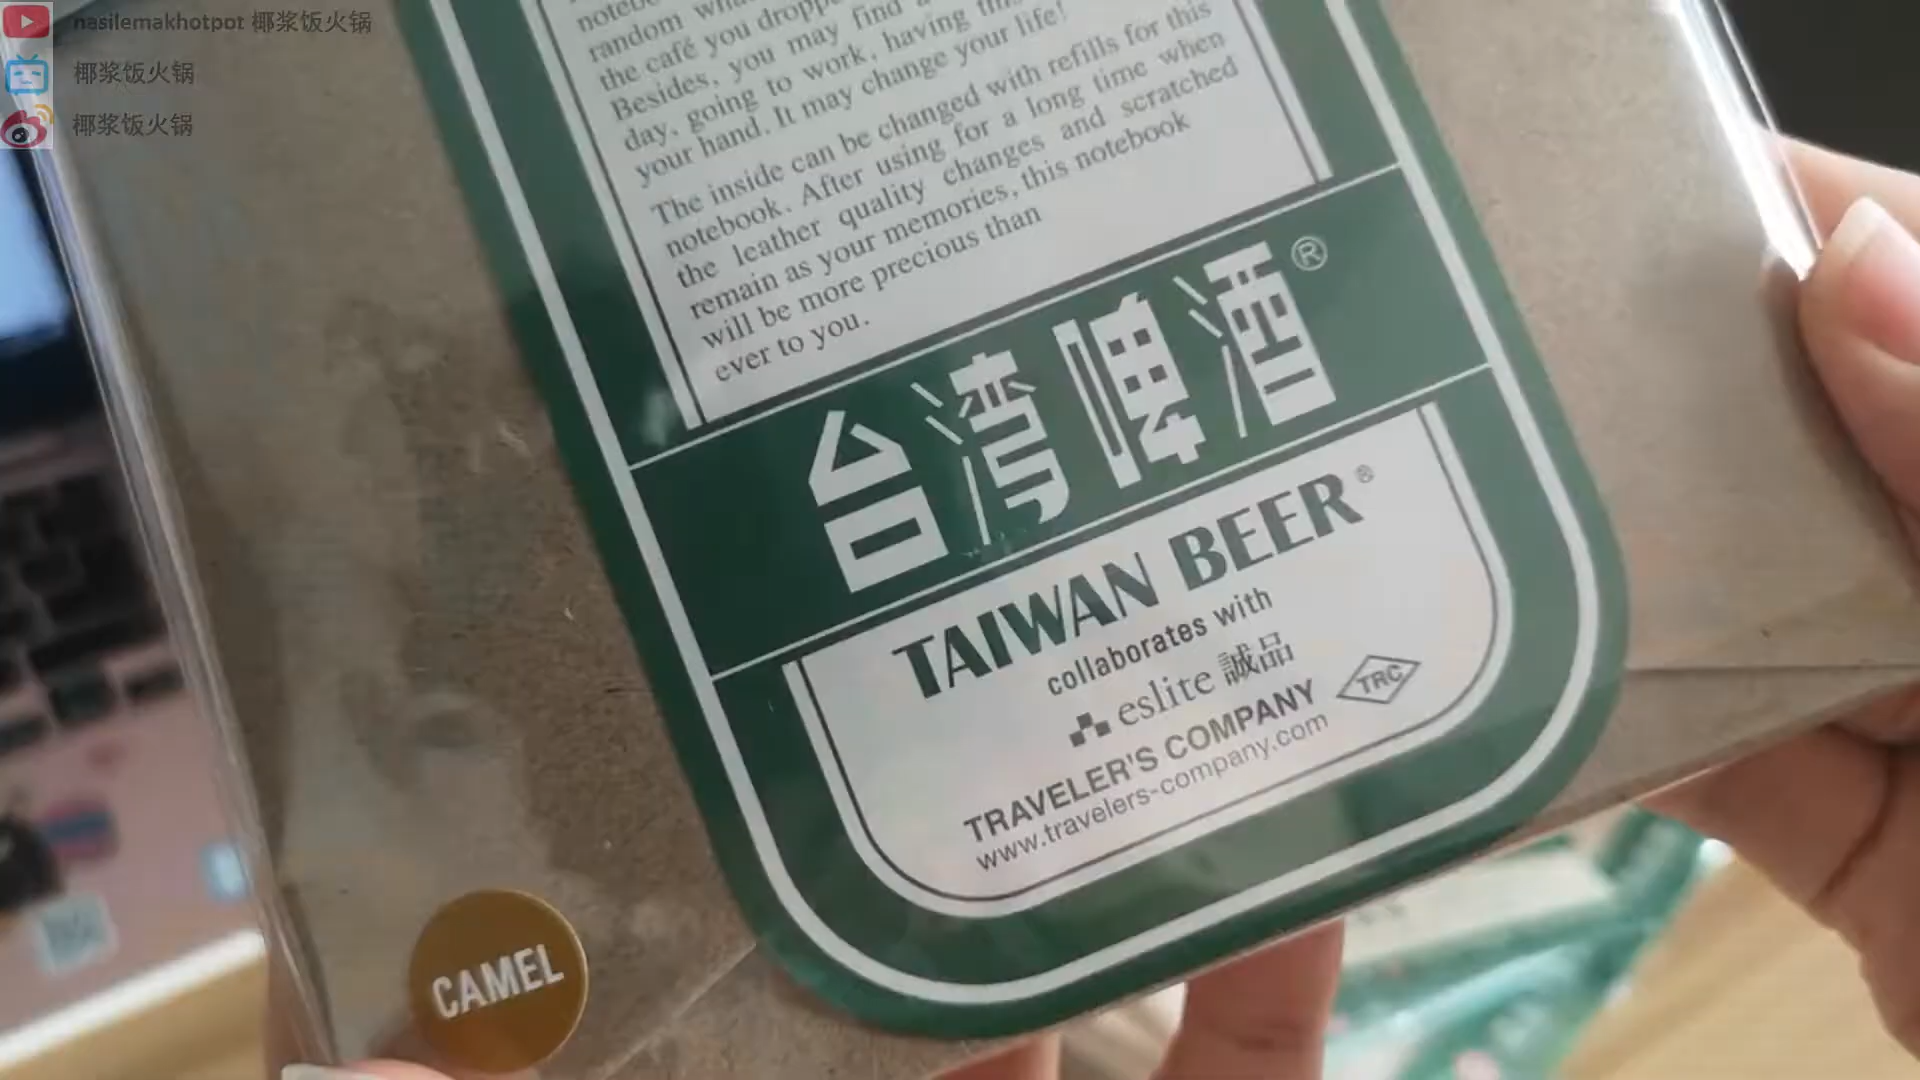 nasilemakhotpot 椰浆饭火锅
椰浆饭火锅
椰浆饭火锅
random
the café you
Besides, you may find a
day, going to work, having
your hand. It may change your life!
The inside can be changed with refills for this
notebook. After using for a long time when
the leather quality changes and scratched
remain as your memories, this notebook
will be more precious than
ever to you.
台湾啤酒®
TAIWAN BEER®
collaborates with
eslite 誠品
TRAVELER'S COMPANY
www.travelers-company.com
TRC
CAMEL